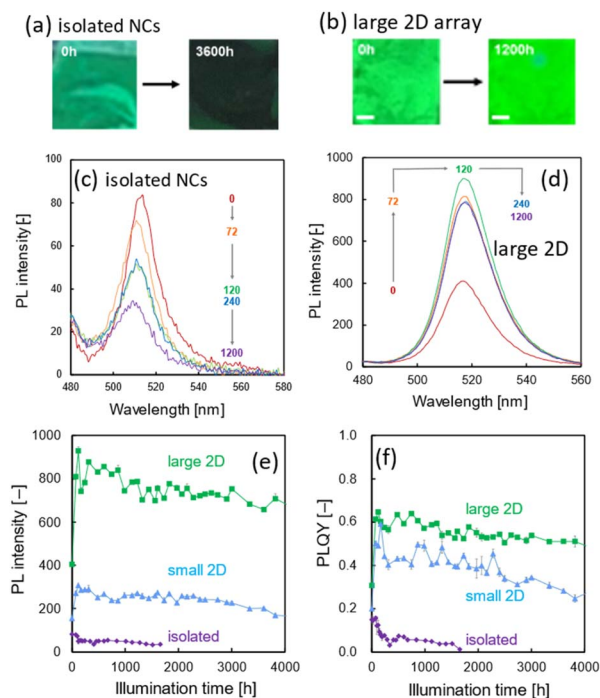 (a) isolated NCs
0h
3600h
(b) large 2D array
0h
1200h
100
80
60
40
20
0
480 500 520 540 560 580
PL intensity [-]
Wavelength [nm]
(c) isolated NCs
0
72
120
240
1200
1000
800
600
400
200
0
480 500 520 540 560
PL intensity [-]
Wavelength [nm]
(d)
120
72
240
1200
0
large 2D
1000
800
600
400
200
0
0 1000 2000 3000 4000
PL intensity [–]
Illumination time [h]
(e)
large 2D
small 2D
isolated
1.0
0.8
0.6
0.4
0.2
0.0
0 1000 2000 3000 4000
PLQY [–]
Illumination time [h]
(f)
large 2D
small 2D
isolated